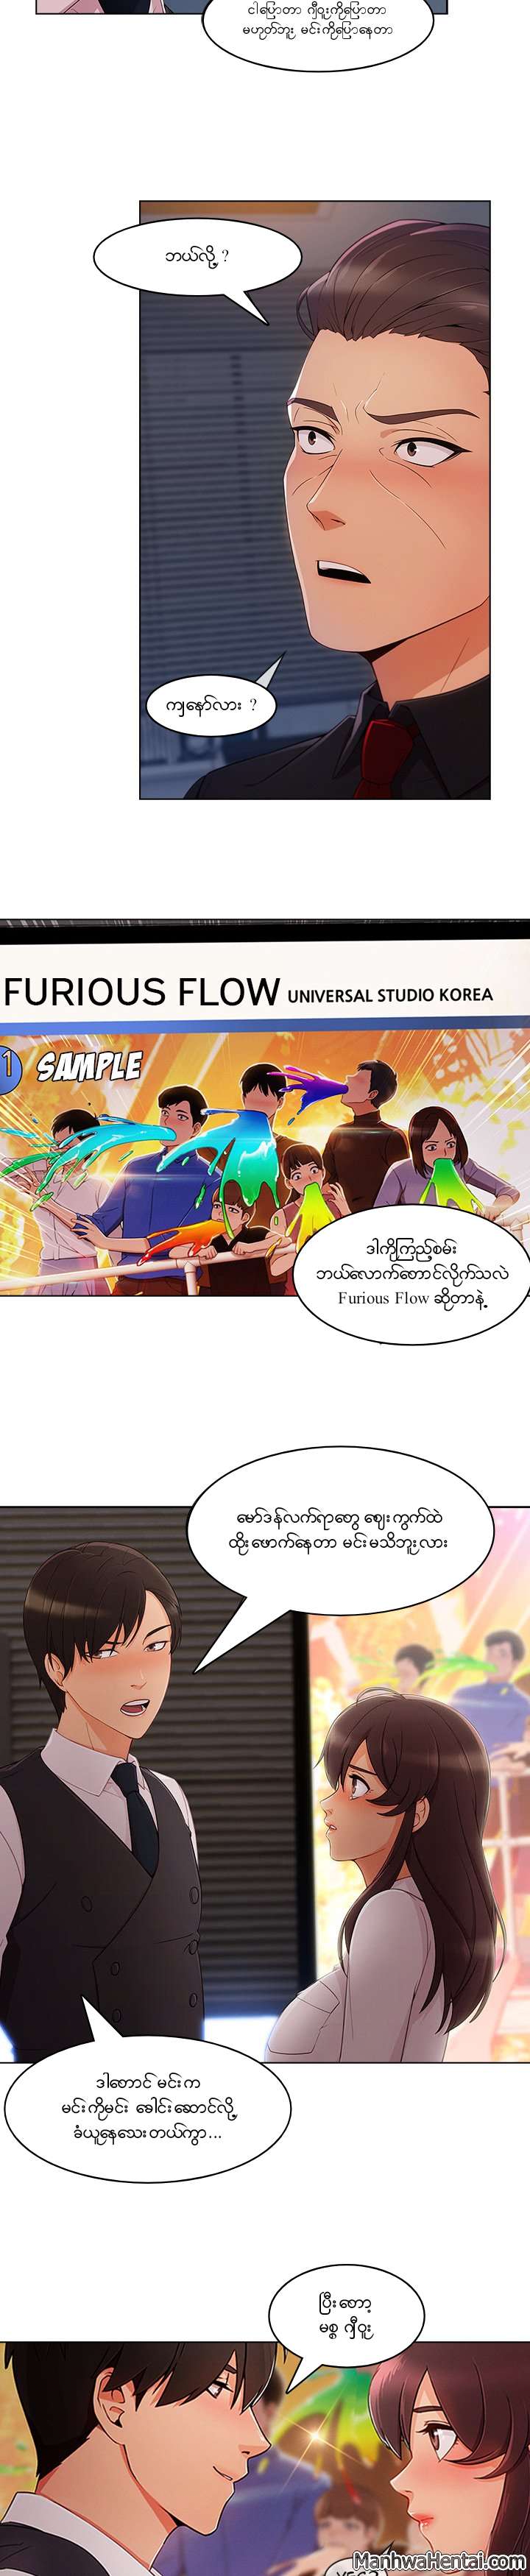 ငါပြောတာ ဂျီဝူးကိုပြောတာ
မဟုတ်ဘူး မင်းကိုပြောနေတာ
ဘယ်လို့ ?
ကျနော်လား ?
FURIOUS FLOW UNIVERSAL STUDIO KOREA
1 SAMPLE
ဒါကိုကြည့်စမ်း
ဘယ်လောက်တောင်လိုက်သလဲ
Furious Flow ဆိုတာနဲ့
မော်ဒန်လက်ရာတွေ ဈေးကွက်ထဲ
ထိုးဖောက်နေတာ မင်းမသိဘူးလား
ဒါတောင် မင်းက
မင်းကိုမင်း ခေါင်းဆောင်လို့
ခံယူနေသေးတယ်ကွာ...
ပြီးတော့
မစ္စ ဂျီဝူး
YES?
ManhwaHentai.com